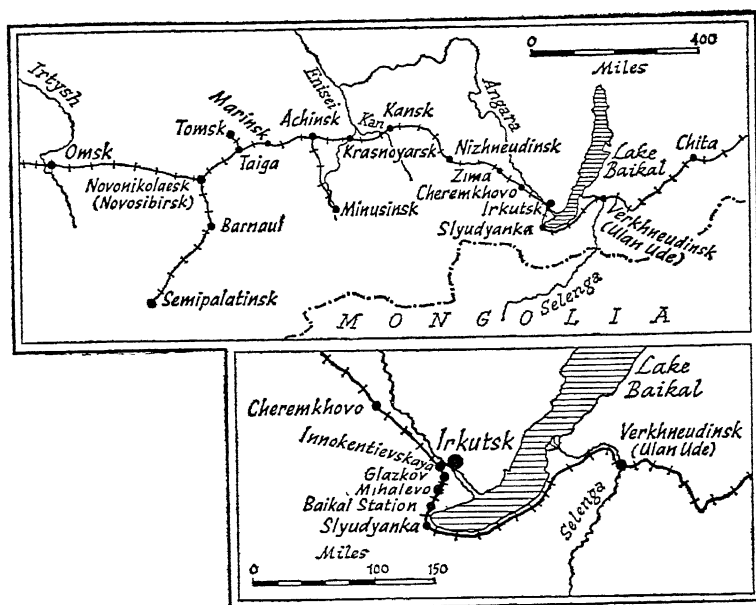 Irtysh
Omsk
Novonikolaesk
(Novosibirsk)
Tomsk
Marinsk
Taiga
Barnaul
Semipalatinsk
Achinsk
Minusinsk
Enisei
Kan
Kansk
Krasnoyarsk
Angara
Nizhneudinsk
Zima
Cheremkhovo
Irkutsk
Slyudyanka
Lake
Baikal
Chita
Verkhneudinsk
(Ulan Ude)
Selenga
MONGOLIA
0 400
Miles
Lake
Baikal
Cheremkhovo
Innokentievskaya
Irkutsk
Glazkov
Mihalevo
Baikal Station
Slyudyanka
Verkhneudinsk
(Ulan Ude)
Selenga
Miles
0 50 100 150